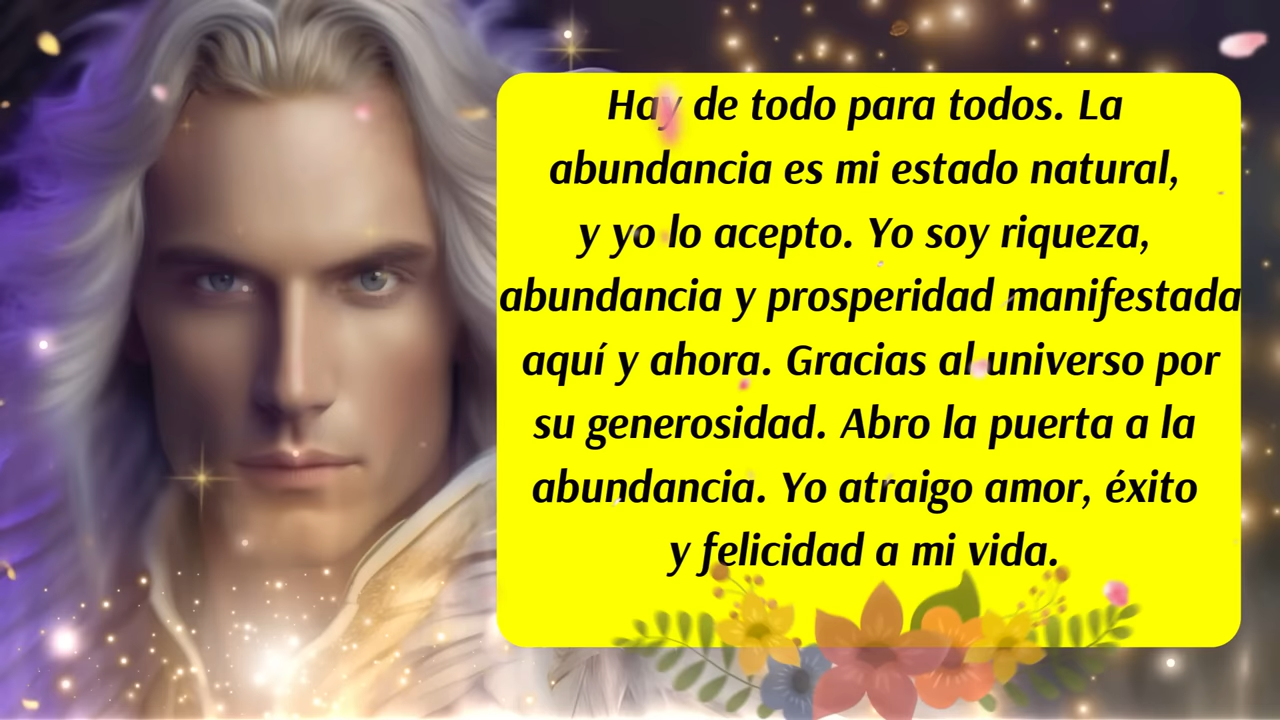 Hay de todo para todos. La
abundancia es mi estado natural,
y yo lo acepto. Yo soy riqueza,
abundancia y prosperidad manifestada
aquí y ahora. Gracias al universo por
su generosidad. Abro la puerta a la
abundancia. Yo atraigo amor, éxito
y felicidad a mi vida.